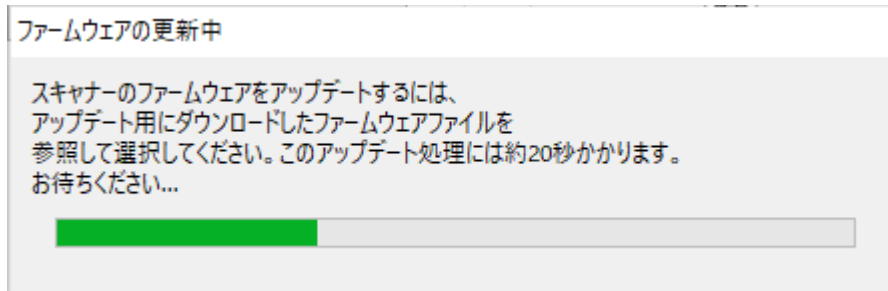 ファームウェアの更新中
スキャナーのファームウェアをアップデートするには、
アップデート用にダウンロードしたファームウェアファイルを
参照して選択してください。このアップデート処理には約20秒かかります。
お待ちください...